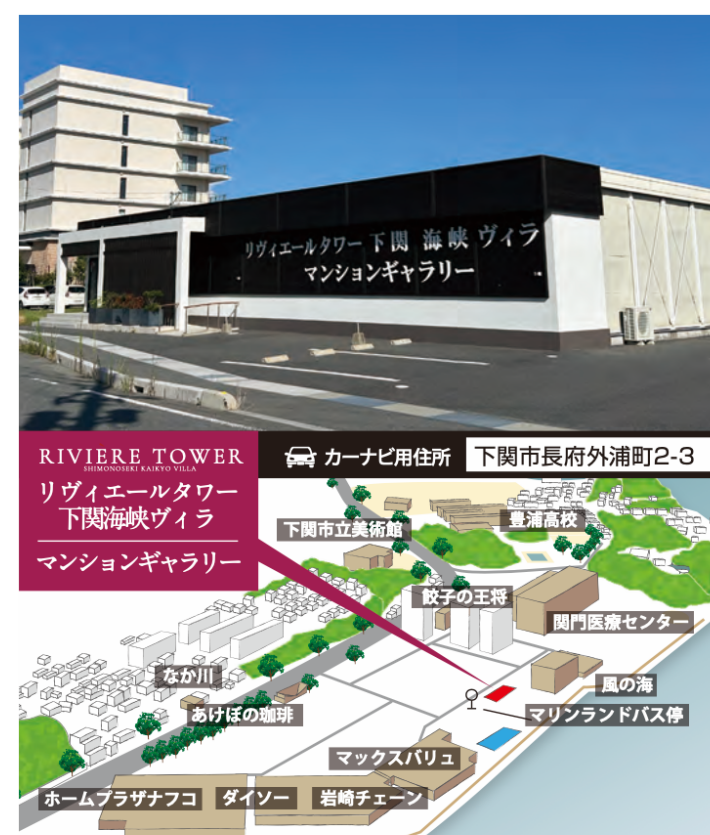 リヴィエールタワー 下関 海峡 ヴィラ
マンションギャラリー
RIVIERE TOWER
SHIMONOSEKI KAIKYO VILLA
リヴィエールタワー
下関海峡ヴィラ
マンションギャラリー
カーナビ用住所 下関市長府外浦町2-3
下関市立美術館
豊浦高校
餃子の王将
関門医療センター
なか川
風の海
あけぼの珈琲
マリンランドバス停
マックスバリュ
ホームプラザナフコ
ダイソー
岩崎チェーン